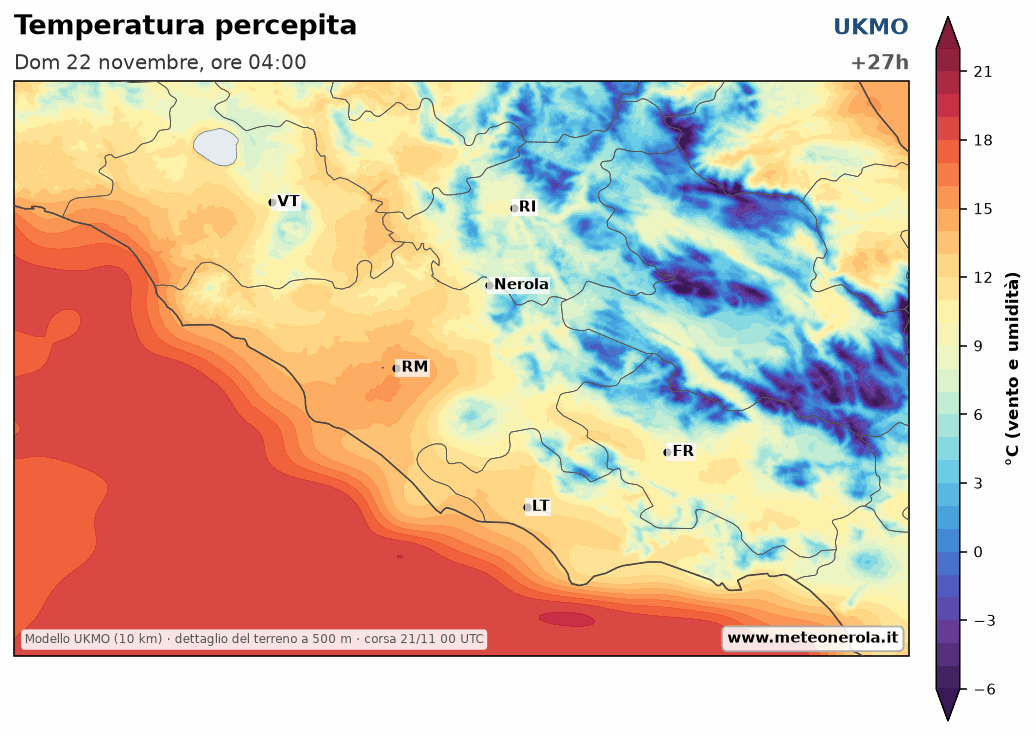 Temperatura percepita
UKMO
Dom 22 novembre, ore 04:00
+27h
VT
RI
Nerola
RM
FR
LT
Modello UKMO (10 km) · dettaglio del terreno a 500 m · corsa 21/11 00 UTC
www.meteonerola.it
21
18
15
12
9
6
3
0
−3
−6
°C (vento e umidità)